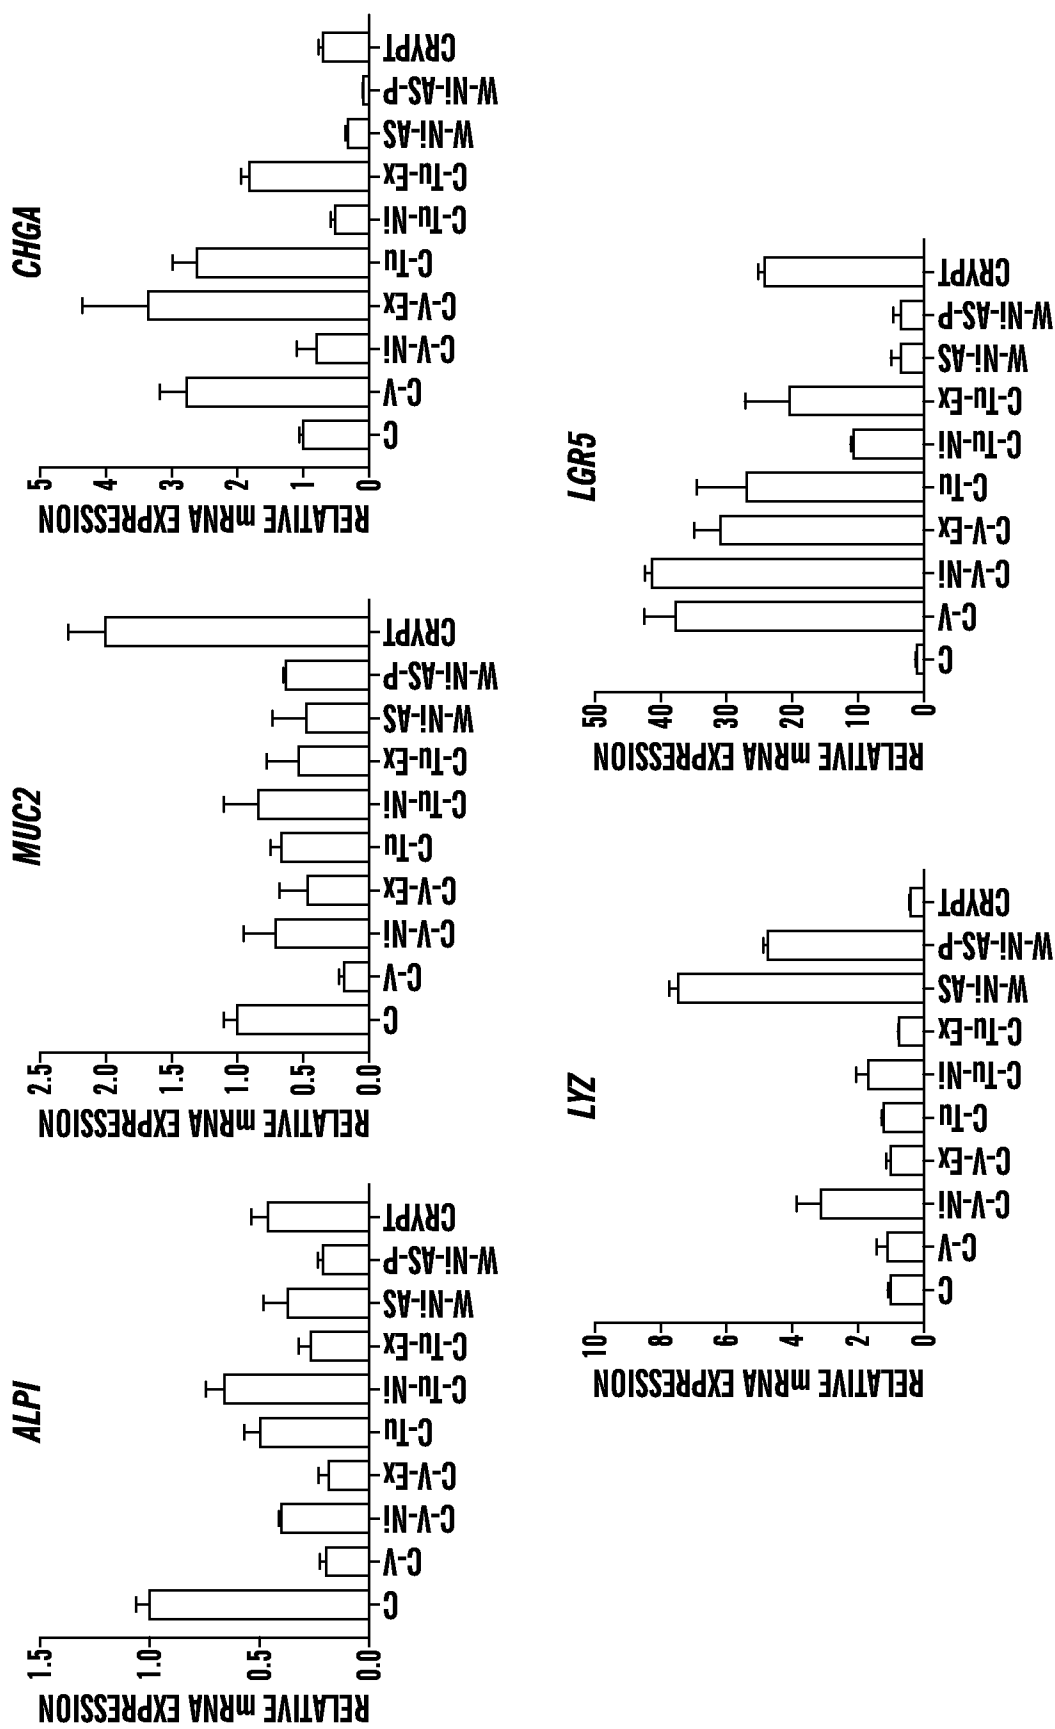 ALPI
RELATIVE mRNA EXPRESSION
1.5
1.0
0.5
0.0
C
C-V
C-V-Ni
C-V-Ex
C-Tu
C-Tu-Ni
C-Tu-Ex
W-Ni-AS
W-Ni-AS-P
CRYPT
MUC2
RELATIVE mRNA EXPRESSION
2.5
2.0
1.5
1.0
0.5
0.0
C
C-V
C-V-Ni
C-V-Ex
C-Tu
C-Tu-Ni
C-Tu-Ex
W-Ni-AS
W-Ni-AS-P
CRYPT
CHGA
RELATIVE mRNA EXPRESSION
5
4
3
2
1
0
C
C-V
C-V-Ni
C-V-Ex
C-Tu
C-Tu-Ni
C-Tu-Ex
W-Ni-AS
W-Ni-AS-P
CRYPT
LYZ
RELATIVE mRNA EXPRESSION
10
8
6
4
2
0
C
C-V
C-V-Ni
C-V-Ex
C-Tu
C-Tu-Ni
C-Tu-Ex
W-Ni-AS
W-Ni-AS-P
CRYPT
LGR5
RELATIVE mRNA EXPRESSION
50
40
30
20
10
0
C
C-V
C-V-Ni
C-V-Ex
C-Tu
C-Tu-Ni
C-Tu-Ex
W-Ni-AS
W-Ni-AS-P
CRYPT